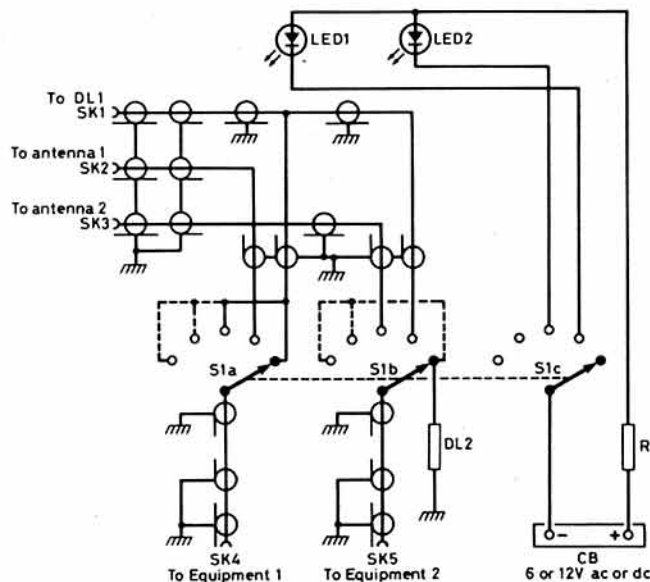 LED1
LED2
To DL1
SK1
To antenna 1
SK2
To antenna 2
SK3
S1a
S1b
S1c
DL2
R
SK4
To Equipment 1
SK5
To Equipment 2
- +
CB
6 or 12V ac or dc